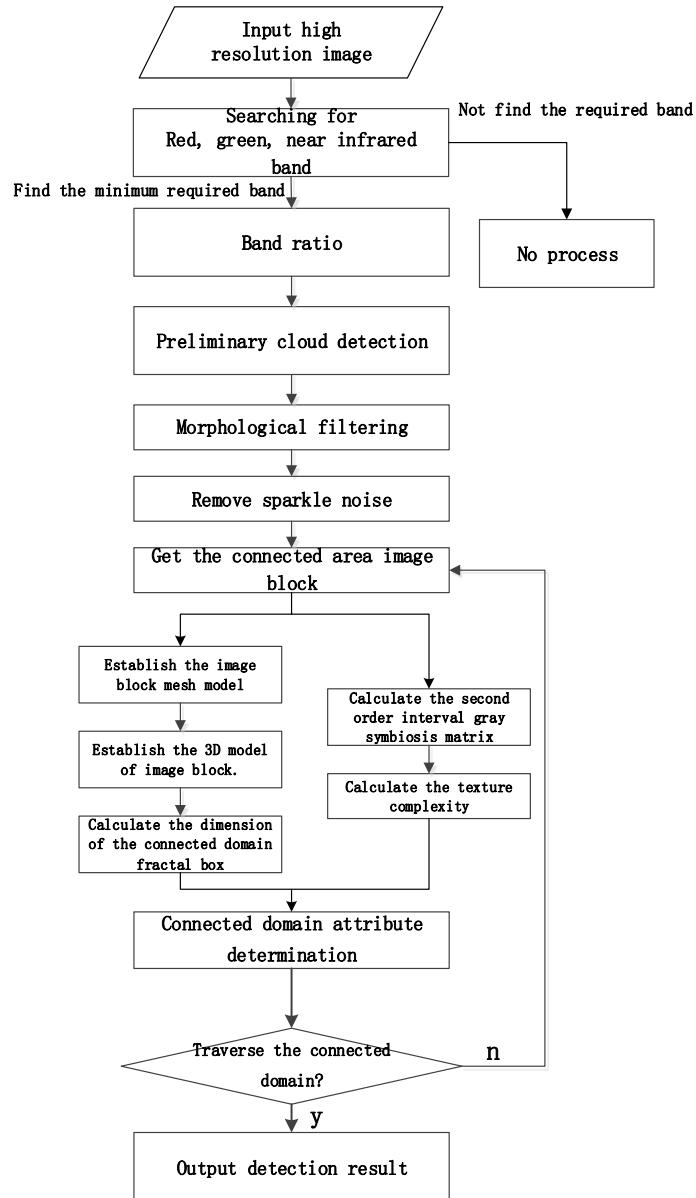 Input high
resolution image
Searching for
Red, green, near infrared
band
Not find the required band
Find the minimum required band
Band ratio
No process
Preliminary cloud detection
Morphological filtering
Remove sparkle noise
Get the connected area image
block
Establish the image
block mesh model
Establish the 3D model
of image block.
Calculate the dimension
of the connected domain
fractal box
Calculate the second
order interval gray
symbiosis matrix
Calculate the texture
complexity
Connected domain attribute
determination
Traverse the connected
domain?
n
y
Output detection result